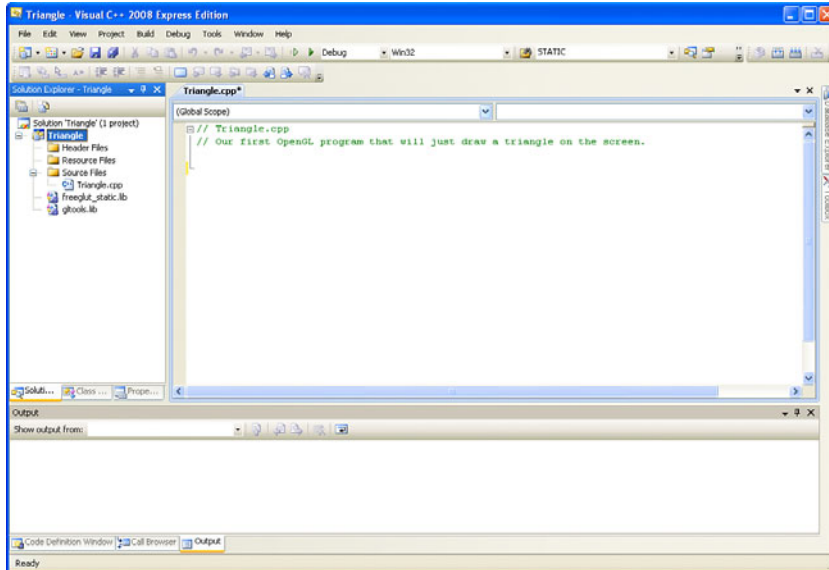 Triangle - Visual C++ 2008 Express Edition
File Edit View Project Build Debug Tools Window Help
Debug Win32 STATIC
Solution Explorer - Triangle
Triangle.cpp*
(Global Scope)
Solution 'Triangle' (1 project)
Triangle
Header Files
Resource Files
Source Files
Triangle.cpp
freeglut_static.lib
gltools.lib
// Triangle.cpp
// Our first OpenGL program that will just draw a triangle on the screen.
Soluti... Class ... Prope...
Output
Show output from:
Code Definition Window Call Browser Output
Ready